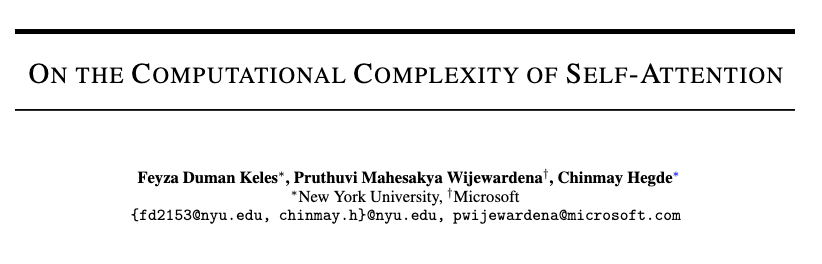 ON THE COMPUTATIONAL COMPLEXITY OF SELF-ATTENTION
Feyza Duman Keles*, Pruthuvi Mahesakya Wijewardena†, Chinmay Hegde*
*New York University, †Microsoft
{fd2153@nyu.edu, chinmay.h}@nyu.edu, pwijewardena@microsoft.com